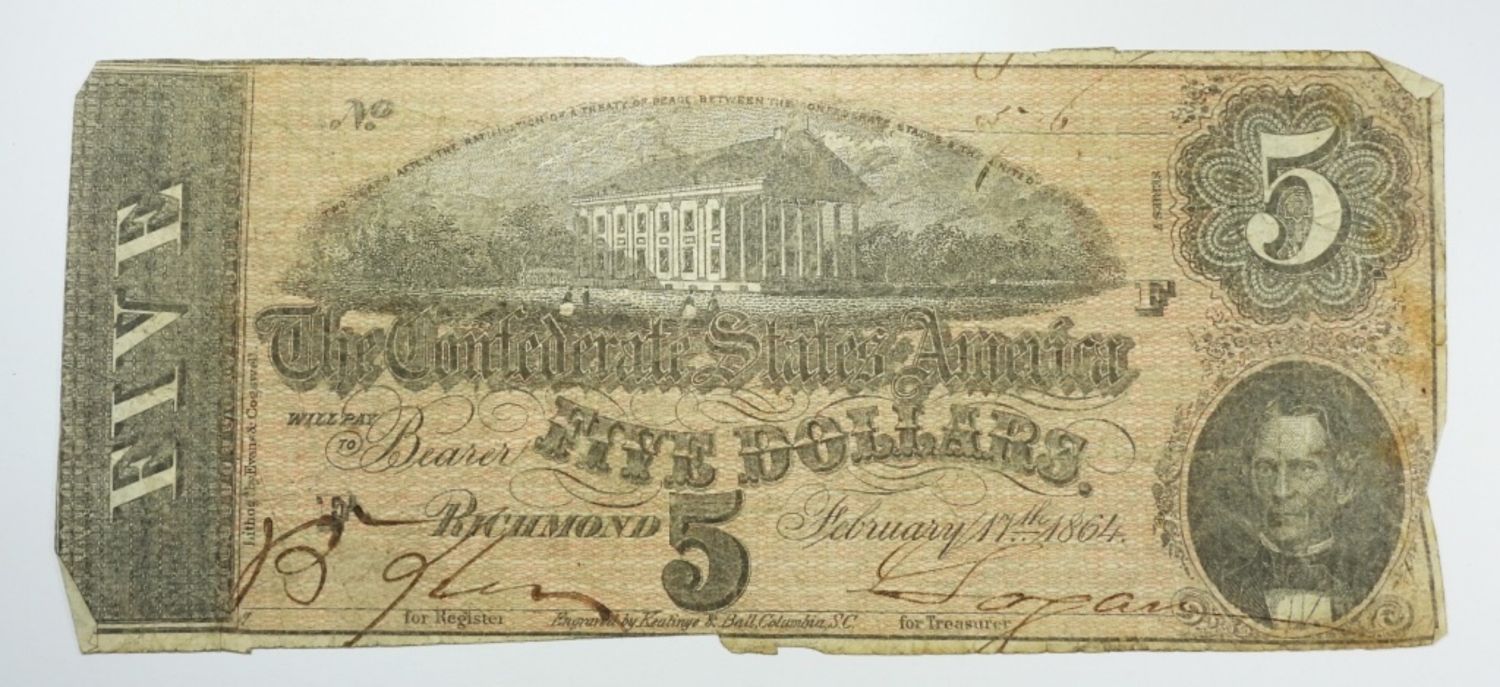 FIVE
No
TWO YEARS AFTER THE RATIFICATION OF A TREATY OF PEACE BETWEEN THE CONFEDERATE STATES & THE UNITED
5
SERIES 7
F
The Confederate States of America
WILL PAY
TO Bearer FIVE DOLLARS.
RICHMOND 5 February 17th 1864.
Lithog'd by Evans & Cogswell
for Register
Engraved by Keatinge & Ball, Columbia, S.C.
for Treasurer